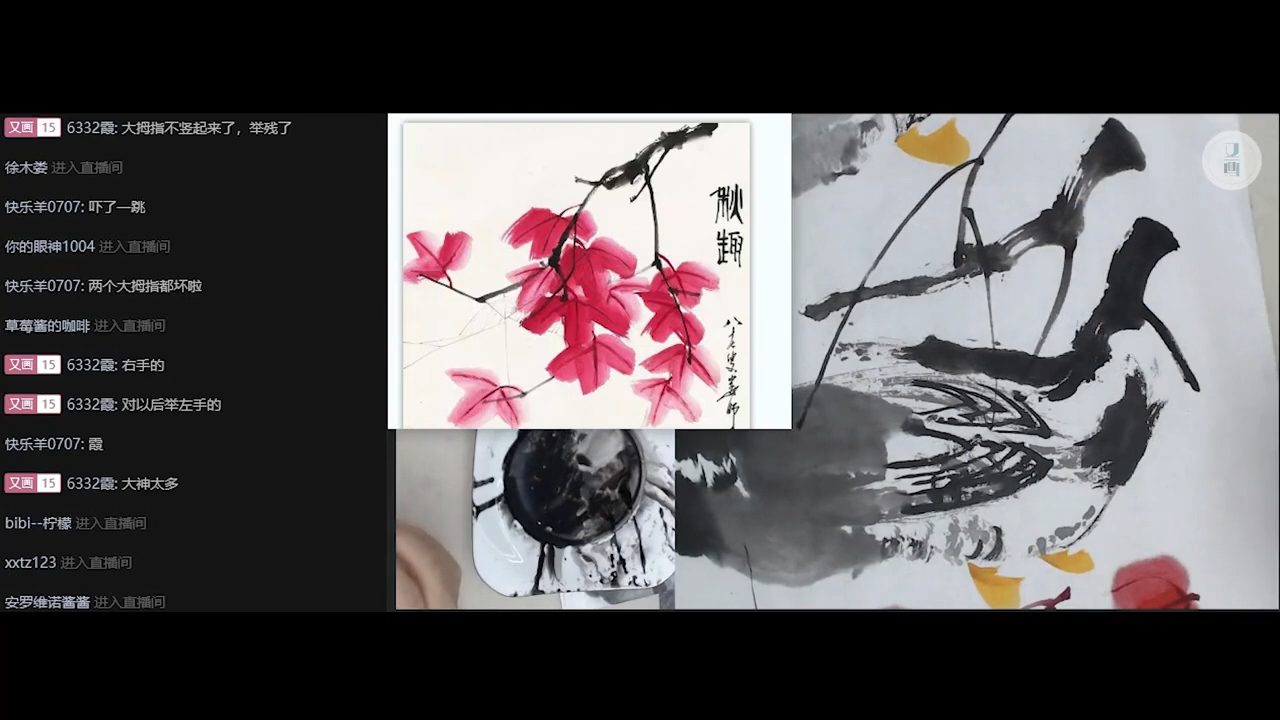 又画 15 6332霞: 大拇指不竖起来了，举残了
徐木娄 进入直播间
快乐羊0707: 吓了一跳
你的眼神1004 进入直播间
快乐羊0707: 两个大拇指都坏啦
草莓酱的咖啡 进入直播间
又画 15 6332霞: 右手的
又画 15 6332霞: 对以后举左手的
快乐羊0707: 霞
又画 15 6332霞: 大神太多
bibi--柠檬 进入直播间
xxtz123 进入直播间
安罗维诺酱酱 进入直播间
秋趣